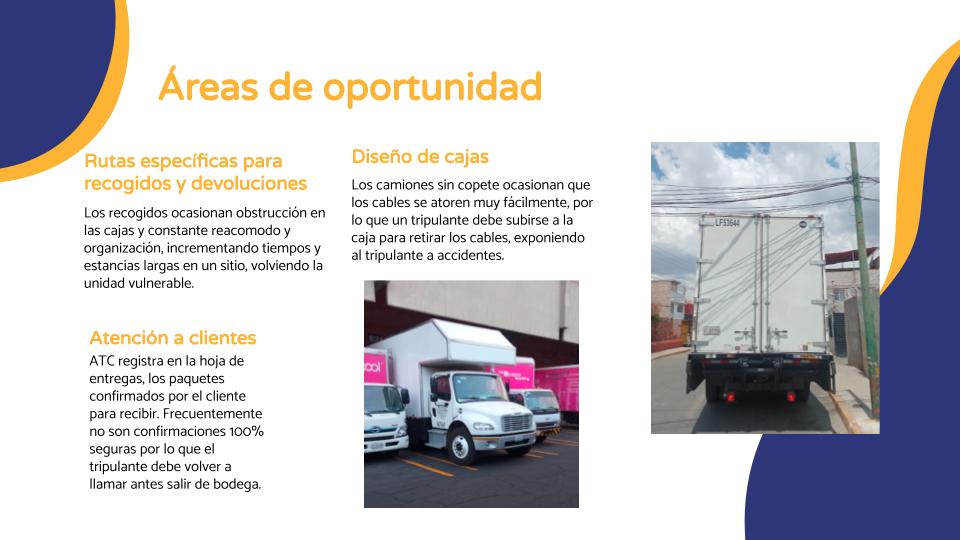 Áreas de oportunidad
Rutas específicas para
recogidos y devoluciones
Los recogidos ocasionan obstrucción en
las cajas y constante reacomodo y
organización, incrementando tiempos y
estancias largas en un sitio, volviendo la
unidad vulnerable.
Atención a clientes
ATC registra en la hoja de
entregas, los paquetes
confirmados por el cliente
para recibir. Frecuentemente
no son confirmaciones 100%
seguras por lo que el
tripulante debe volver a
llamar antes salir de bodega.
Diseño de cajas
Los camiones sin copete ocasionan que
los cables se atoren muy fácilmente, por
lo que un tripulante debe subirse a la
caja para retirar los cables, exponiendo
al tripulante a accidentes.
LF53644